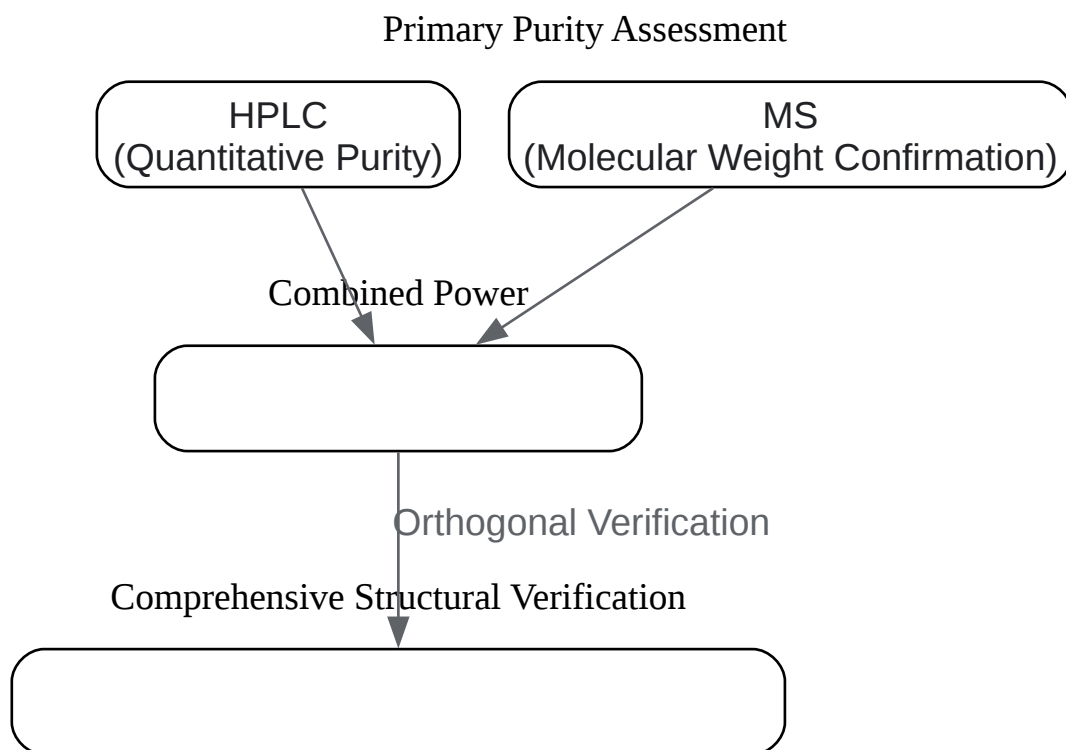 Primary Purity Assessment
HPLC
(Quantitative Purity)
MS
(Molecular Weight Confirmation)
Combined Power
Orthogonal Verification
Comprehensive Structural Verification